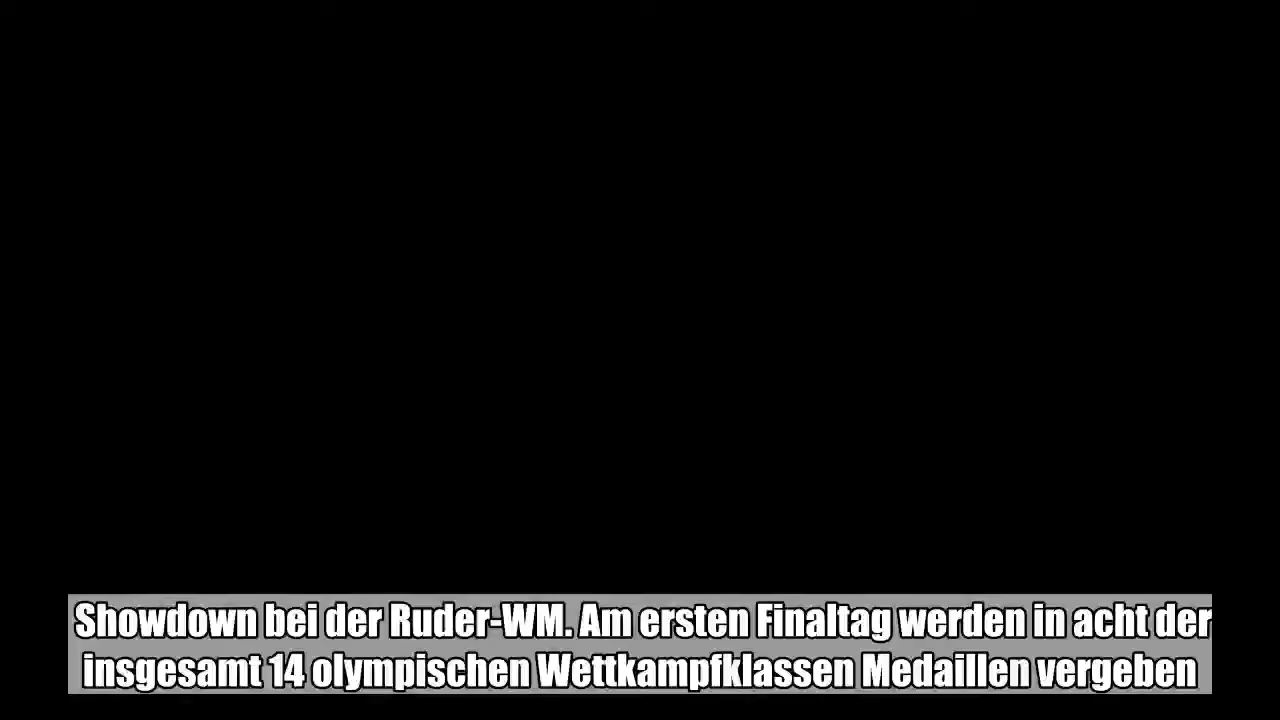 Showdown bei der Ruder-WM. Am ersten Finaltag werden in acht der
insgesamt 14 olympischen Wettkampfklassen Medaillen vergeben